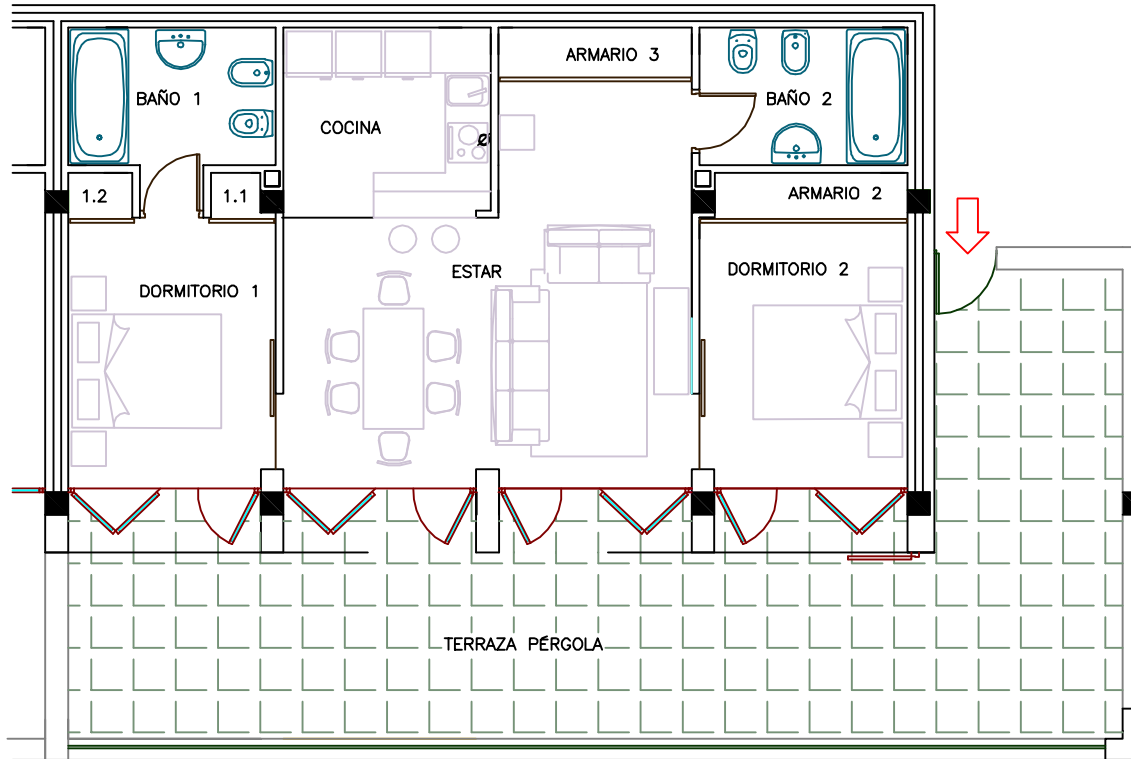 ARMARIO 3
BAÑO 1
BAÑO 2
COCINA
1.2
1.1
ARMARIO 2
ESTAR
DORMITORIO 2
DORMITORIO 1
TERRAZA PÉRGOLA